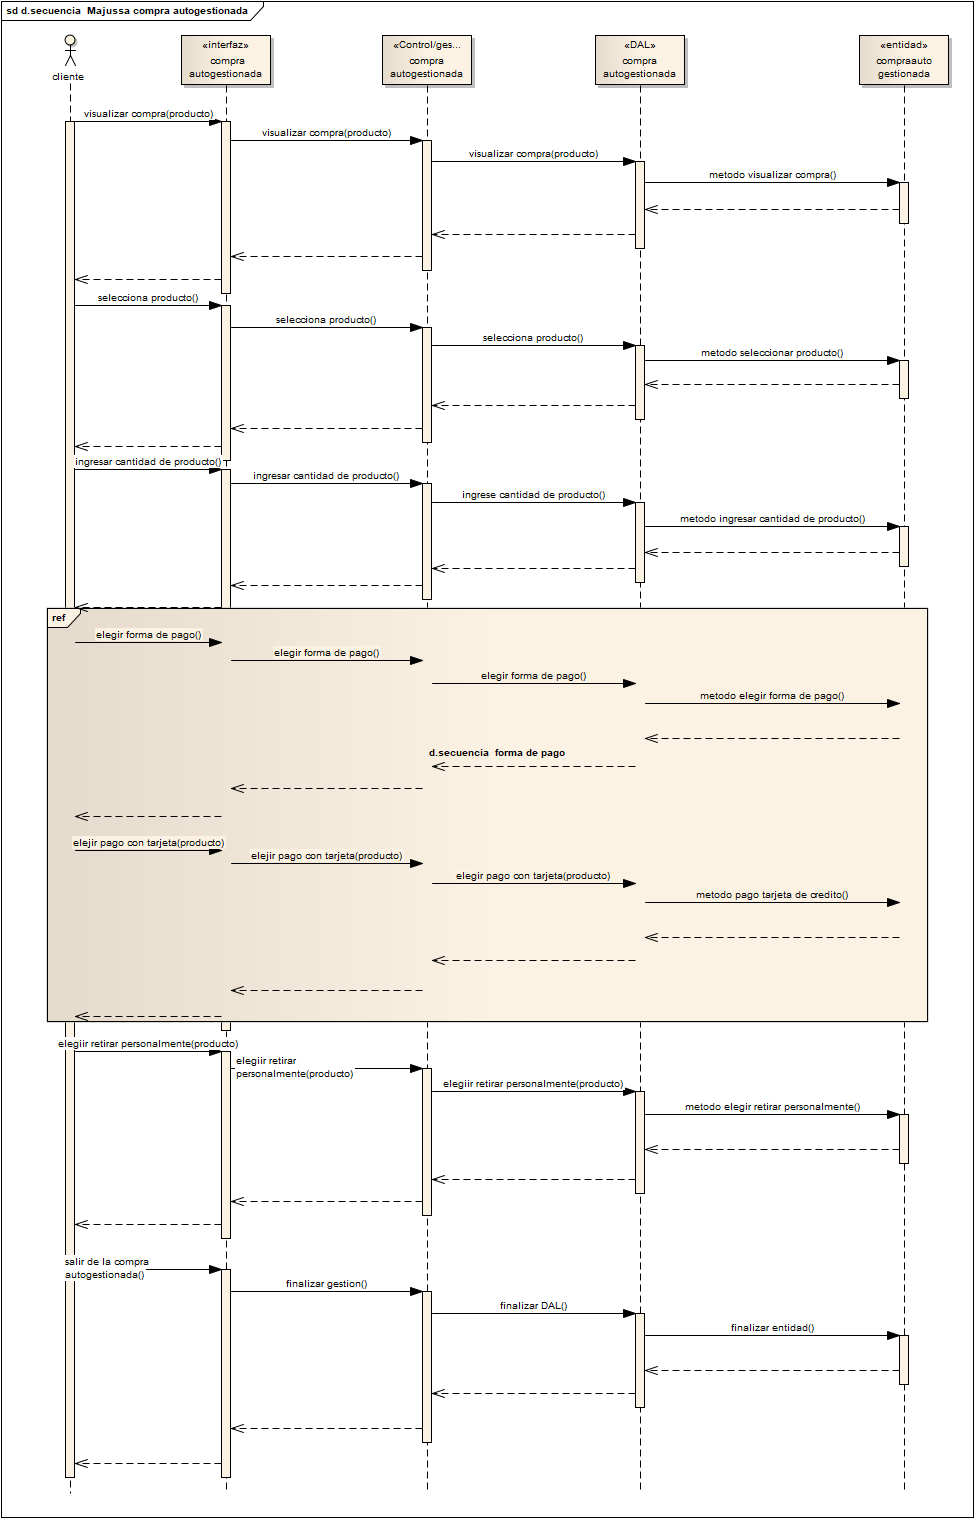 sd d.secuencia  Majussa compra autogestionada
cliente
«interfaz»
compra
autogestionada
«Control/ges...
compra
autogestionada
«DAL»
compra
autogestionada
«entidad»
compraauto
gestionada
visualizar compra(producto)
visualizar compra(producto)
visualizar compra(producto)
metodo visualizar compra()
selecciona producto()
selecciona producto()
selecciona producto()
metodo seleccionar producto()
ingresar cantidad de producto()
ingresar cantidad de producto()
ingrese cantidad de producto()
metodo ingresar cantidad de producto()
ref
elegir forma de pago()
elegir forma de pago()
elegir forma de pago()
metodo elegir forma de pago()
d.secuencia  forma de pago
elejir pago con tarjeta(producto)
elejir pago con tarjeta(producto)
elegir pago con tarjeta(producto)
metodo pago tarjeta de credito()
elegiir retirar personalmente(producto)
elegiir retirar
personalmente(producto)
elegiir retirar personalmente(producto)
metodo elegir retirar personalmente()
salir de la compra
autogestionada()
finalizar gestion()
finalizar DAL()
finalizar entidad()